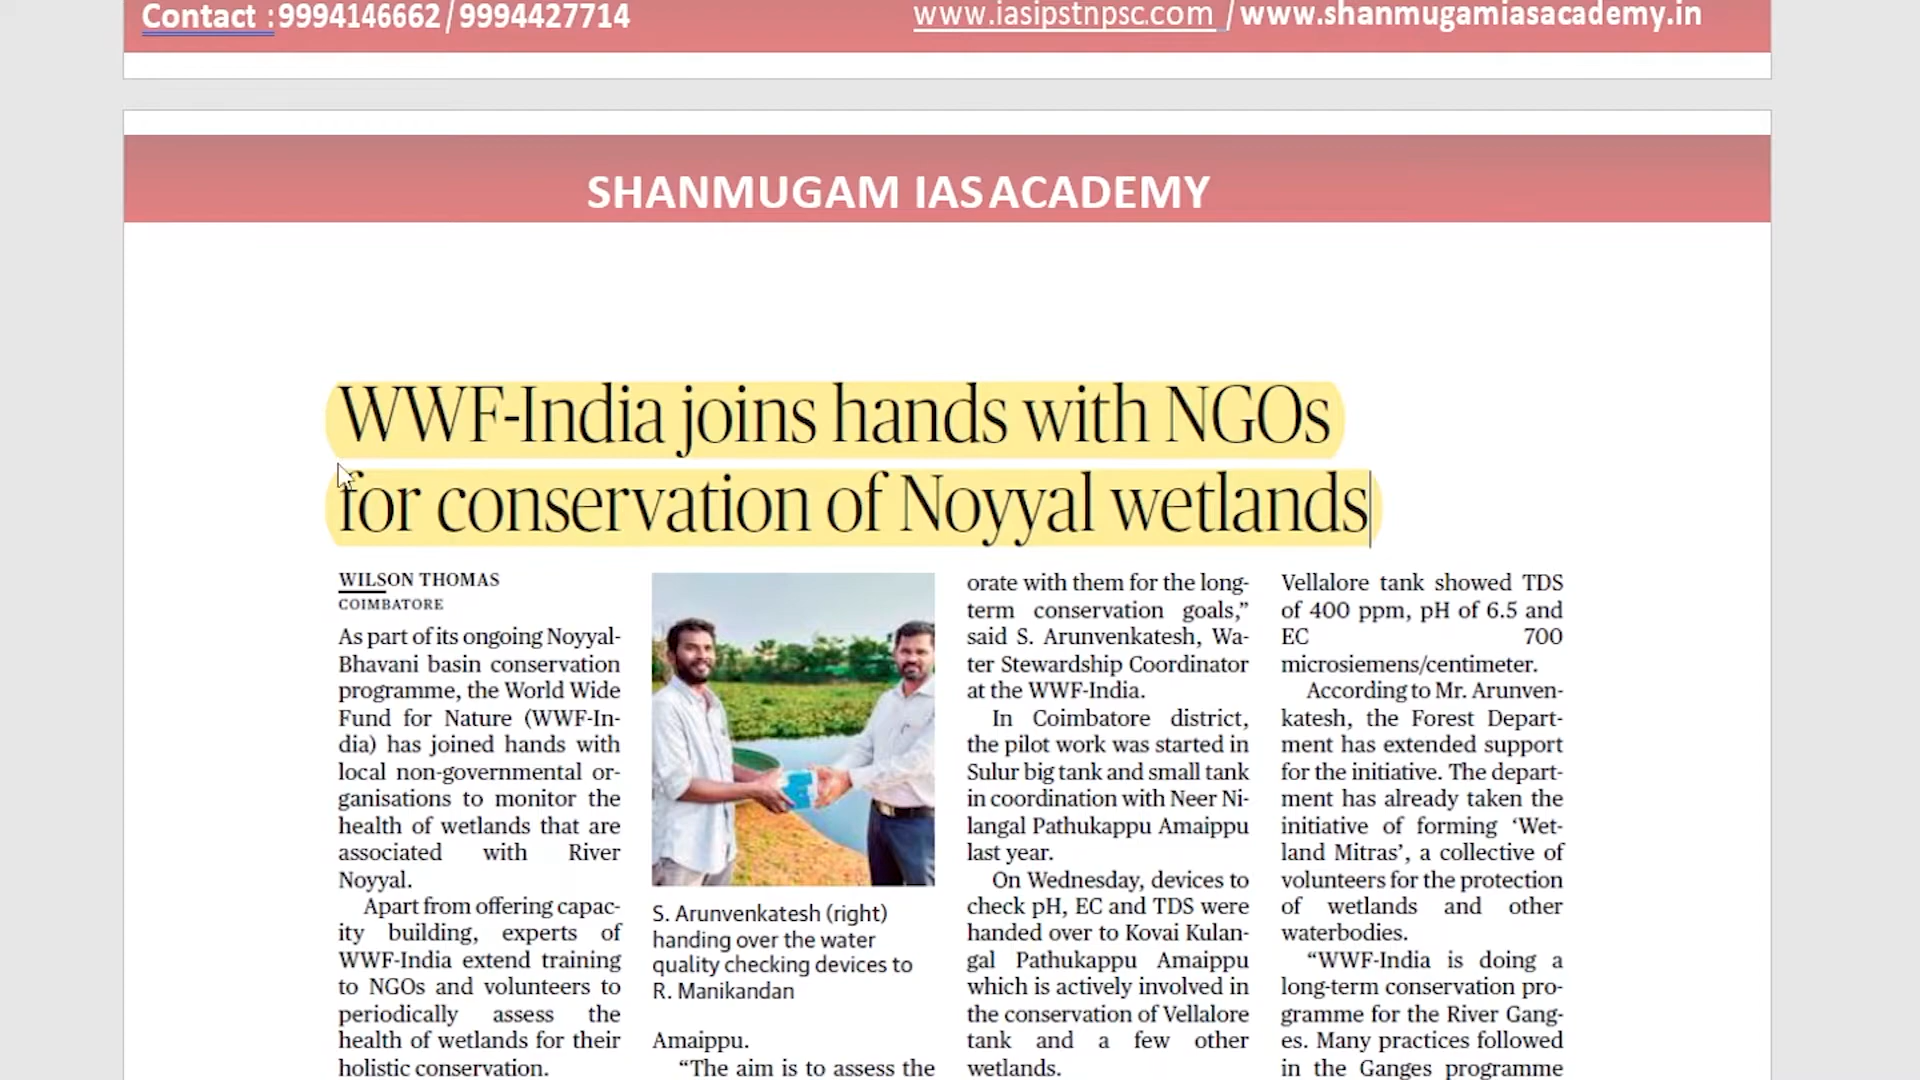 Contact : 9994146662/9994427714
www.iasipstnpsc.com /www.shanmugamiasacademy.in
SHANMUGAM IAS ACADEMY
WWF-India joins hands with NGOs
for conservation of Noyyal wetlands
WILSON THOMAS
COIMBATORE
As part of its ongoing Noyyal-
Bhavani basin conservation
programme, the World Wide
Fund for Nature (WWF-In-
dia) has joined hands with
local non-governmental or-
ganisations to monitor the
health of wetlands that are
associated with River
Noyyal.
Apart from offering capac-
ity building, experts of
WWF-India extend training
to NGOs and volunteers to
periodically assess the
health of wetlands for their
holistic conservation.
S. Arunvenkatesh (right)
handing over the water
quality checking devices to
R. Manikandan
Amaippu.
“The aim is to assess the
orate with them for the long-
term conservation goals,”
said S. Arunvenkatesh, Wa-
ter Stewardship Coordinator
at the WWF-India.
In Coimbatore district,
the pilot work was started in
Sulur big tank and small tank
in coordination with Neer Ni-
langal Pathukappu Amaippu
last year.
On Wednesday, devices to
check pH, EC and TDS were
handed over to Kovai Kulan-
gal Pathukappu Amaippu
which is actively involved in
the conservation of Vellalore
tank and a few other
wetlands.
Vellalore tank showed TDS
of 400 ppm, pH of 6.5 and
EC 700
microsiemens/centimeter.
According to Mr. Arunven-
katesh, the Forest Depart-
ment has extended support
for the initiative. The depart-
ment has already taken the
initiative of forming ‘Wet-
land Mitras’, a collective of
volunteers for the protection
of wetlands and other
waterbodies.
“WWF-India is doing a
long-term conservation pro-
gramme for the River Gang-
es. Many practices followed
in the Ganges programme